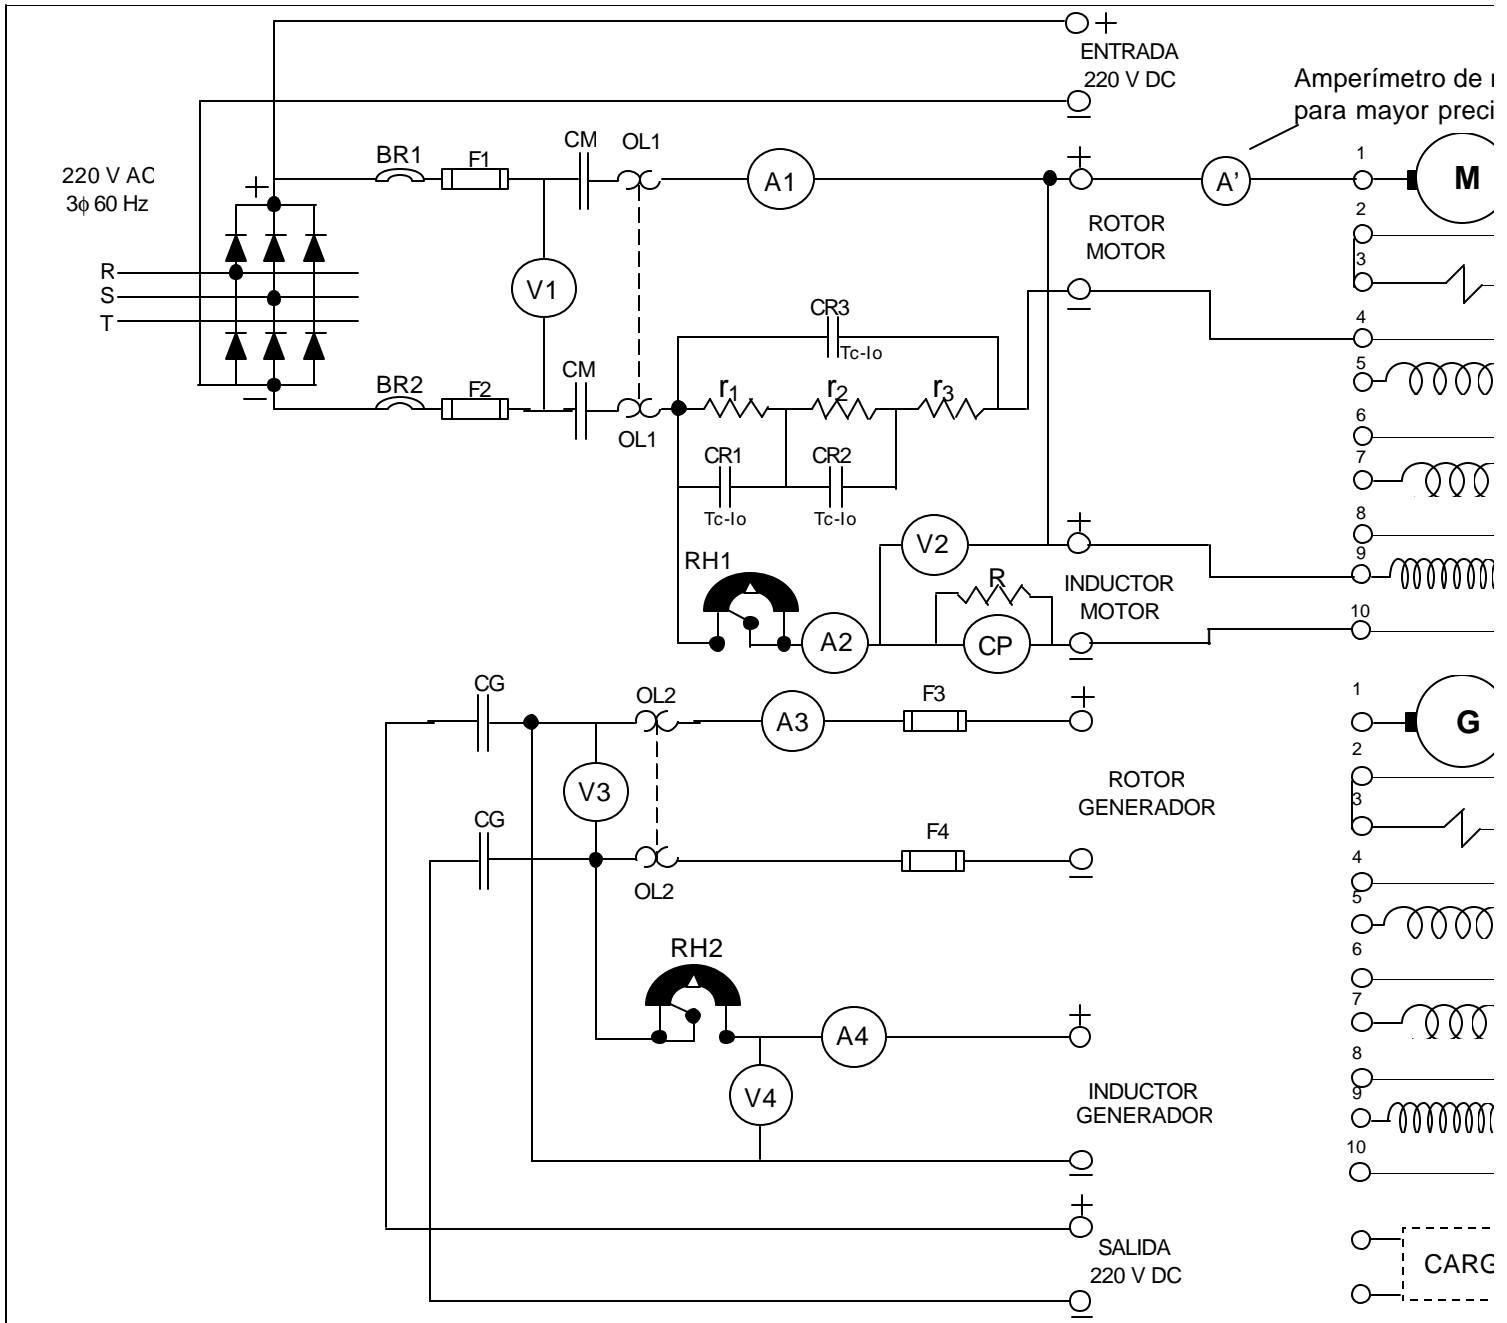 +
ENTRADA
220 V DC
Amperímetro de
para mayor preci
CM
OL1
BR1
F1
A1
+
A'
1
M
220 V AC
3ϕ 60 Hz
+
2
ROTOR
MOTOR
3
R
S
T
V1
4
CR3
Tc-Io
5
BR2
F2
CM
r1
r2
r3
6
OL1
CR1
CR2
7
Tc-Io
Tc-Io
8
V2
+
9
RH1
R
INDUCTOR
MOTOR
10
A2
CP
CG
OL2
A3
F3
+
1
G
2
V3
ROTOR
GENERADOR
3
CG
F4
4
OL2
5
RH2
6
7
A4
+
8
V4
INDUCTOR
GENERADOR
9
10
+
SALIDA
220 V DC
CARG